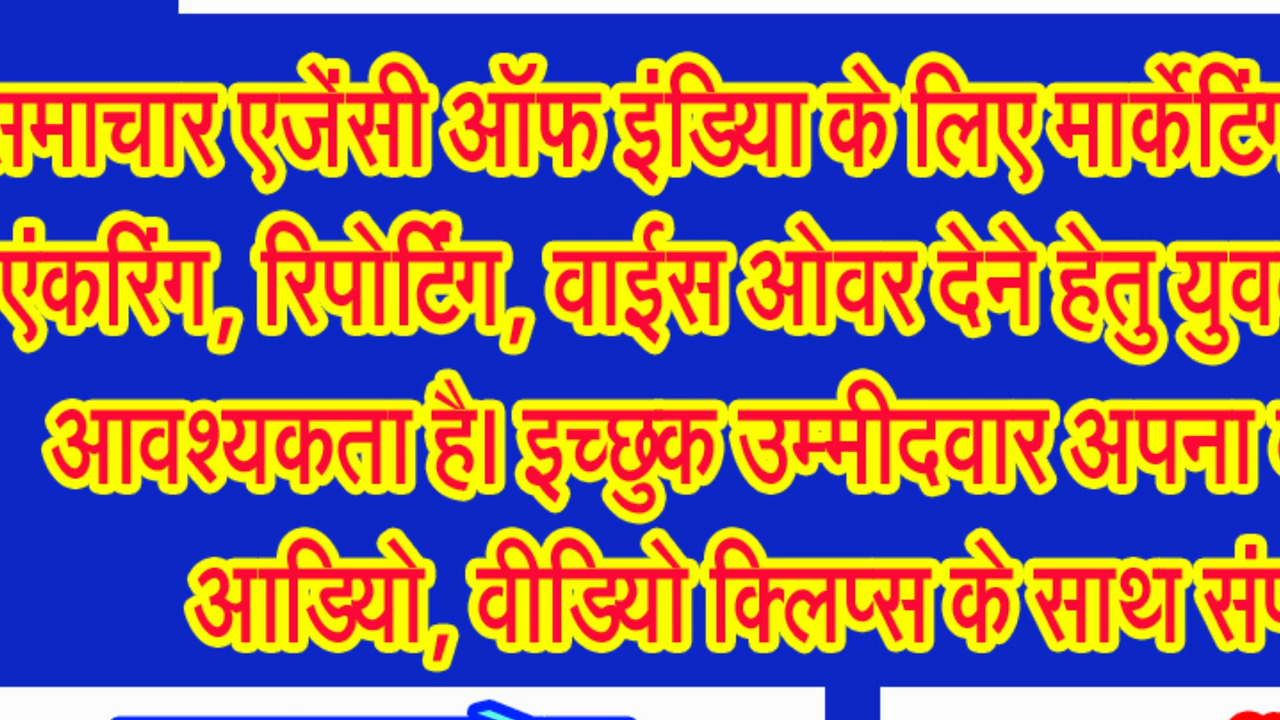 समाचार एजेंसी ऑफ इंडिया के लिए मार्केटिंग
एंकरिंग, रिपोर्टिंग, वाईस ओवर देने हेतु
आवश्यकता है। इच्छुक उम्मीदवार अपना
आडियो, वीडियो क्लिप्स के साथ